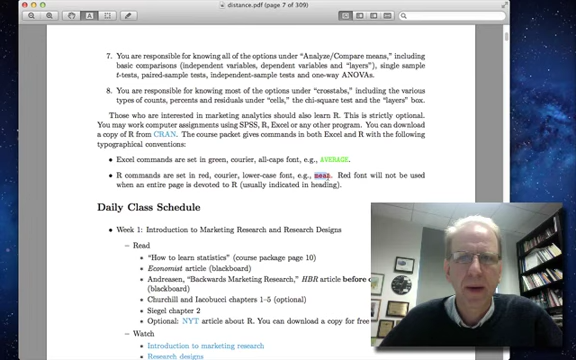 distance.pdf (page 7 of 309)
7. You are responsible for knowing all of the options under “Analyze/Compare means,” including
basic comparisons (independent variables, dependent variables and “layers”), single sample
t-tests, paired-sample tests, independent-sample tests and one-way ANOVAs.
8. You are responsible for knowing most of the options under “crosstabs,” including the various
types of counts, percents and residuals under “cells,” the chi-square test and the “layers” box.
Those who are interested in marketing analytics should also learn R. This is strictly optional.
You may work computer assignments using SPSS, R, Excel or any other program. You can download
a copy of R from CRAN. The course packet gives commands in both Excel and R with the following
typographical conventions:
• Excel commands are set in green, courier, all-caps font, e.g., AVERAGE.
• R commands are set in red, courier, lower-case font, e.g., mean. Red font will not be used
when an entire page is devoted to R (usually indicated in heading).
Daily Class Schedule
• Week 1: Introduction to Marketing Research and Research Designs
– Read
* “How to learn statistics” (course package page 10)
* Economist article (blackboard)
* Andreasen, “Backwards Marketing Research,” HBR article before
(blackboard)
* Churchill and Iacobucci chapters 1–5 (optional)
* Siegel chapter 2
* Optional: NYT article about R. You can download a copy for free
– Watch
* Introduction to marketing research
* Research designs